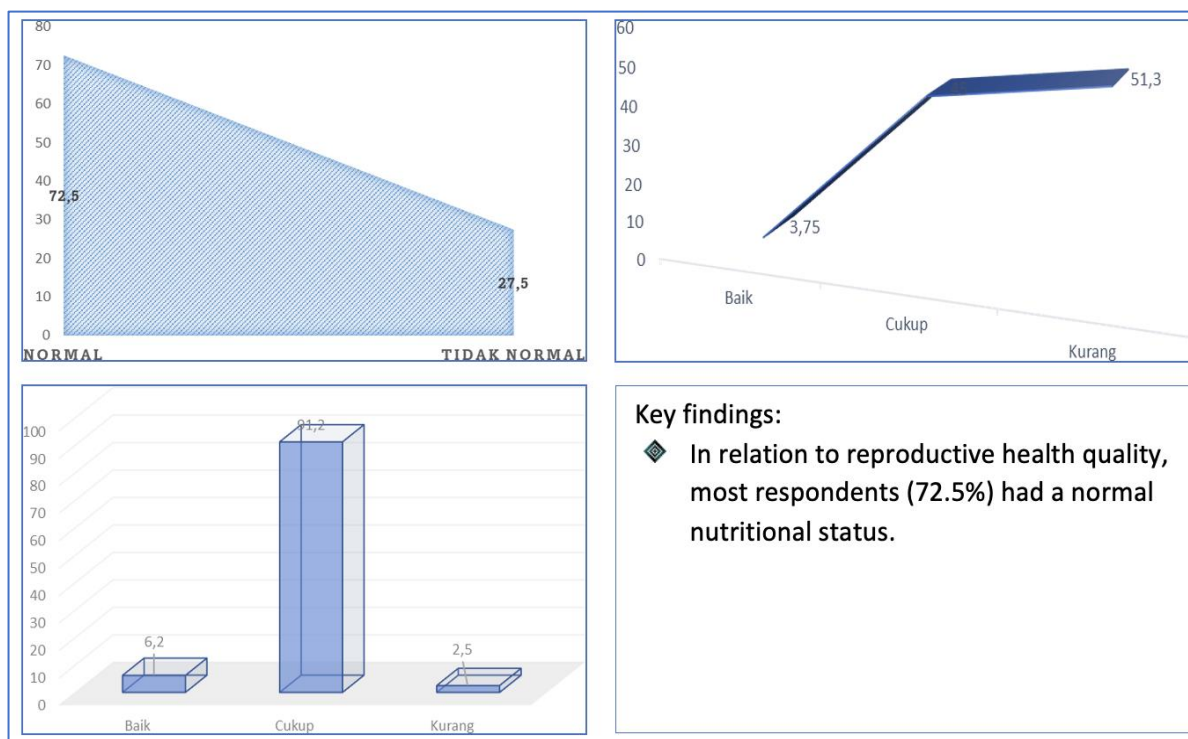 80
70
60
50
40
30
20
10
0
72,5
27,5
NORMAL
TIDAK NORMAL
60
50
40
30
20
10
0
3,75
51,3
Baik
Cukup
Kurang
100
90
80
70
60
50
40
30
20
10
0
6,2
91,2
2,5
Baik
Cukup
Kurang
Key findings:
In relation to reproductive health quality,
most respondents (72.5%) had a normal
nutritional status.